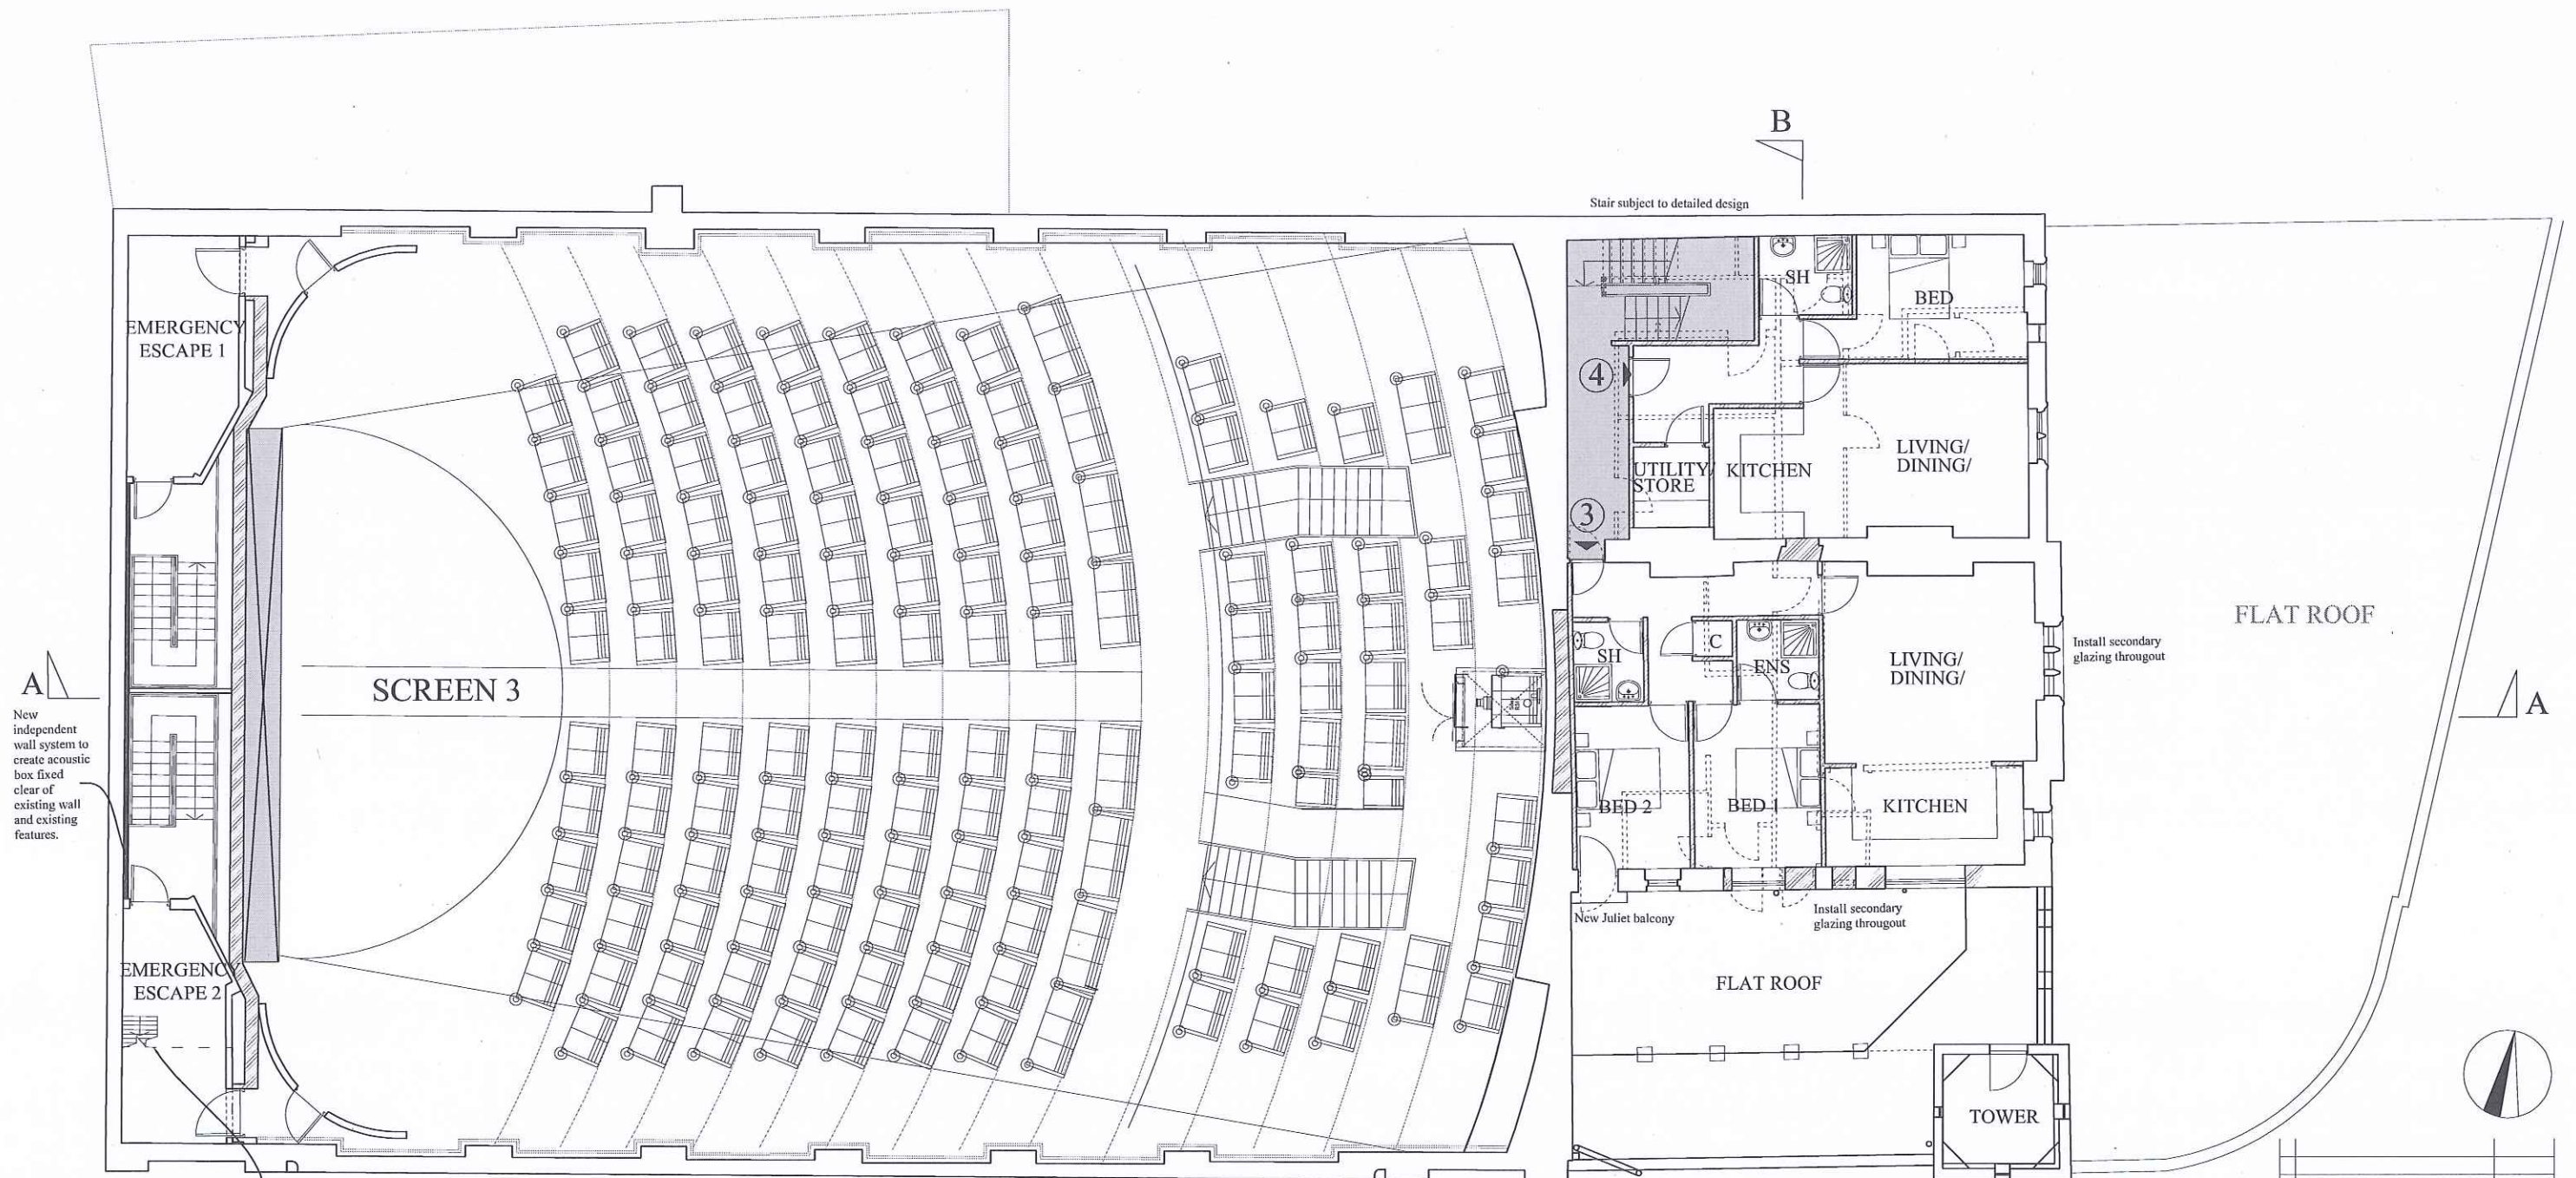 B
Stair subject to detailed design
EMERGENCY
ESCAPE 1
SH
BED
4
LIVING/
DINING/
UTILITY/
STORE
KITCHEN
3
SCREEN 3
A
New
independent
wall system to
create acoustic
box fixed
clear of
existing wall
and existing
features.
SH
C
ENS
LIVING/
DINING/
Install secondary
glazing througout
FLAT ROOF
A
BED 2
BED 1
KITCHEN
New Juliet balcony
Install secondary
glazing througout
EMERGENCY
ESCAPE 2
FLAT ROOF
TOWER